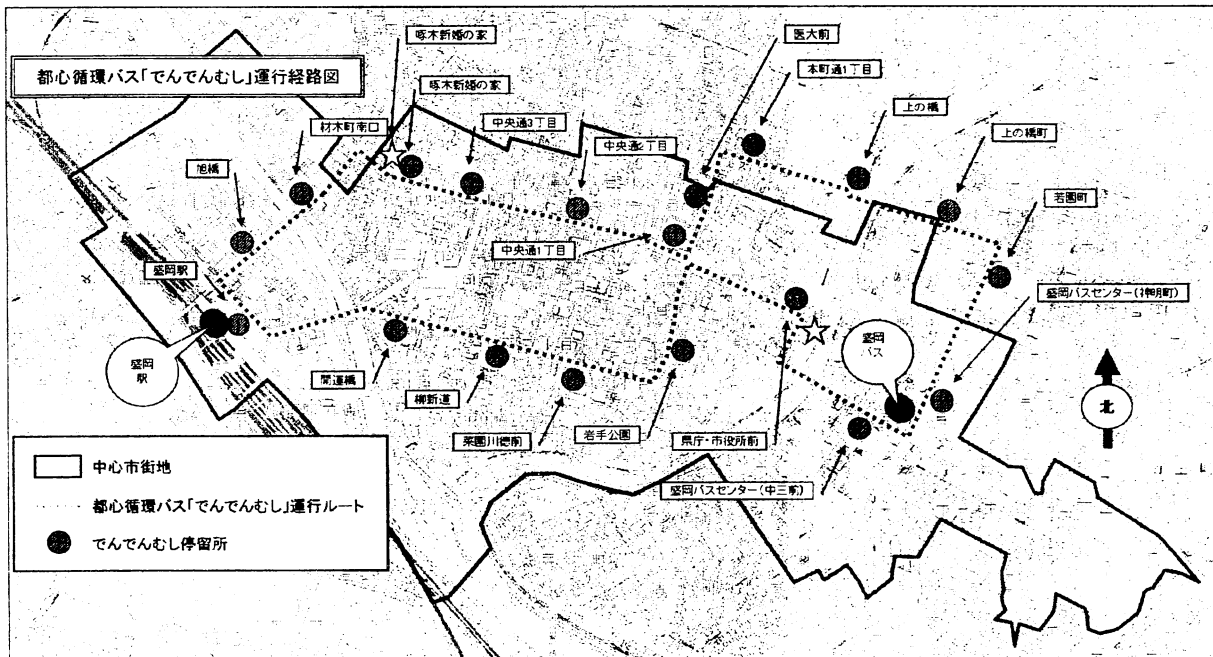 都心循環バス「でんでんむし」運行経路図
啄木新婚の家
啄木新婚の家
材木町南口
中央通3丁目
中央通2丁目
医大前
本町通1丁目
上の橋
上の橋町
若園町
旭橋
中央通1丁目
盛岡駅
盛岡バスセンター(神明町)
盛岡
駅
盛岡
バス
開運橋
柳新道
菜園川徳前
岩手公園
県庁・市役所前
盛岡バスセンター(中三前)
北
中心市街地
都心循環バス「でんでんむし」運行ルート
でんでんむし停留所